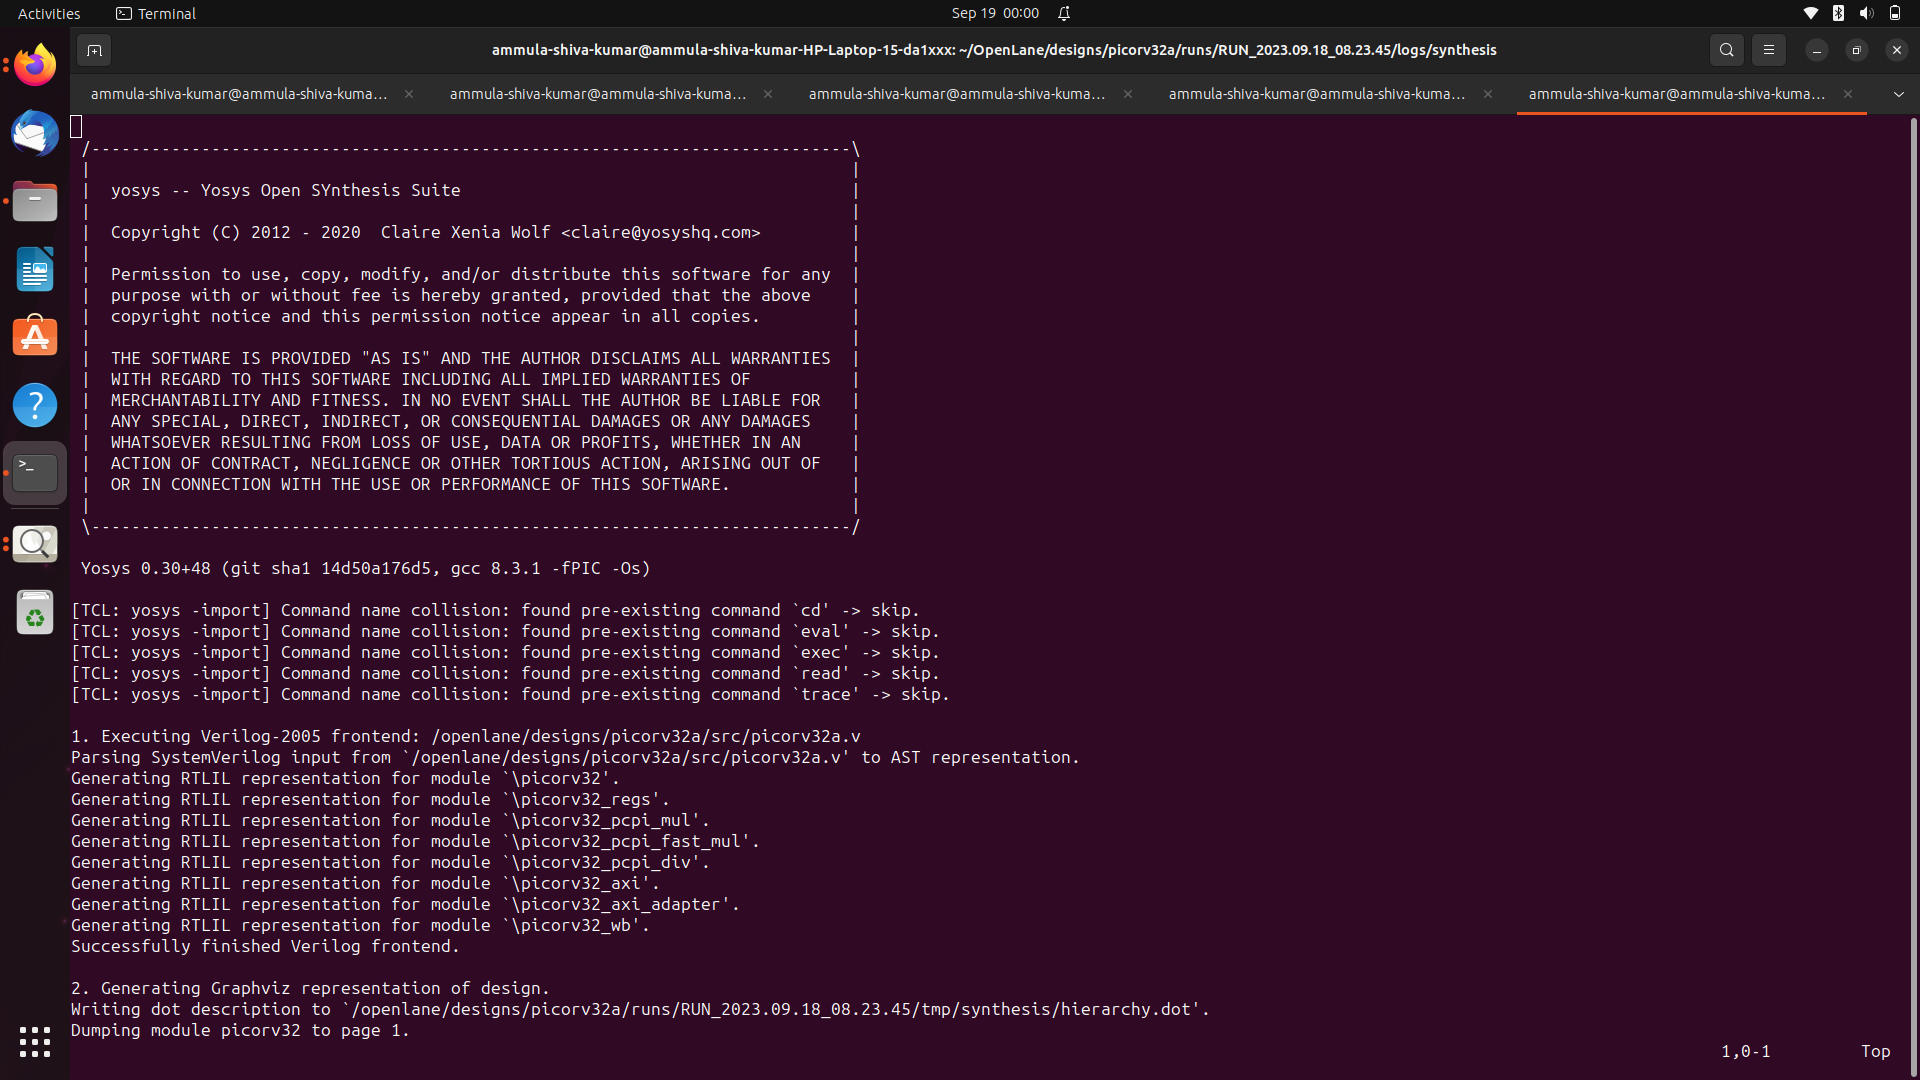 Activities
Terminal
Sep 19 00:00
ammula-shiva-kumar@ammula-shiva-kumar-HP-Laptop-15-da1xxx: ~/OpenLane/designs/picorv32a/runs/RUN_2023.09.18_08.23.45/logs/synthesis
ammula-shiva-kumar@ammula-shiva-kuma...
ammula-shiva-kumar@ammula-shiva-kuma...
ammula-shiva-kumar@ammula-shiva-kuma...
ammula-shiva-kumar@ammula-shiva-kuma...
ammula-shiva-kumar@ammula-shiva-kuma...
/----------------------------------------------------------------------------\
|                                                                            |
|  yosys -- Yosys Open SYnthesis Suite                                       |
|                                                                            |
|  Copyright (C) 2012 - 2020  Claire Xenia Wolf <claire@yosyshq.com>         |
|                                                                            |
|  Permission to use, copy, modify, and/or distribute this software for any  |
|  purpose with or without fee is hereby granted, provided that the above    |
|  copyright notice and this permission notice appear in all copies.         |
|                                                                            |
|  THE SOFTWARE IS PROVIDED "AS IS" AND THE AUTHOR DISCLAIMS ALL WARRANTIES  |
|  WITH REGARD TO THIS SOFTWARE INCLUDING ALL IMPLIED WARRANTIES OF          |
|  MERCHANTABILITY AND FITNESS. IN NO EVENT SHALL THE AUTHOR BE LIABLE FOR   |
|  ANY SPECIAL, DIRECT, INDIRECT, OR CONSEQUENTIAL DAMAGES OR ANY DAMAGES    |
|  WHATSOEVER RESULTING FROM LOSS OF USE, DATA OR PROFITS, WHETHER IN AN     |
|  ACTION OF CONTRACT, NEGLIGENCE OR OTHER TORTIOUS ACTION, ARISING OUT OF   |
|  OR IN CONNECTION WITH THE USE OR PERFORMANCE OF THIS SOFTWARE.            |
|                                                                            |
\----------------------------------------------------------------------------/
Yosys 0.30+48 (git sha1 14d50a176d5, gcc 8.3.1 -fPIC -Os)
[TCL: yosys -import] Command name collision: found pre-existing command `cd' -> skip.
[TCL: yosys -import] Command name collision: found pre-existing command `eval' -> skip.
[TCL: yosys -import] Command name collision: found pre-existing command `exec' -> skip.
[TCL: yosys -import] Command name collision: found pre-existing command `read' -> skip.
[TCL: yosys -import] Command name collision: found pre-existing command `trace' -> skip.
1. Executing Verilog-2005 frontend: /openlane/designs/picorv32a/src/picorv32a.v
Parsing SystemVerilog input from `/openlane/designs/picorv32a/src/picorv32a.v' to AST representation.
Generating RTLIL representation for module `\picorv32'.
Generating RTLIL representation for module `\picorv32_regs'.
Generating RTLIL representation for module `\picorv32_pcpi_mul'.
Generating RTLIL representation for module `\picorv32_pcpi_fast_mul'.
Generating RTLIL representation for module `\picorv32_pcpi_div'.
Generating RTLIL representation for module `\picorv32_axi'.
Generating RTLIL representation for module `\picorv32_axi_adapter'.
Generating RTLIL representation for module `\picorv32_wb'.
Successfully finished Verilog frontend.
2. Generating Graphviz representation of design.
Writing dot description to `/openlane/designs/picorv32a/runs/RUN_2023.09.18_08.23.45/tmp/synthesis/hierarchy.dot'.
Dumping module picorv32 to page 1.
1,0-1 Top